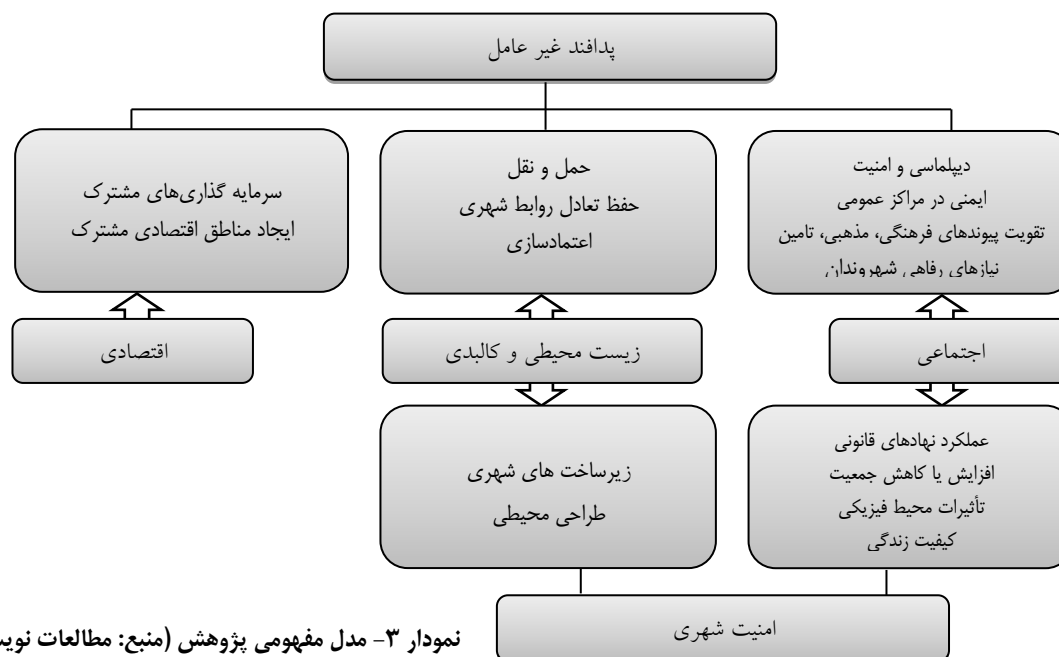 پدافند غیر عامل
دیپلماسی و امنیت
ایمنی در مراکز عمومی
تقویت پیوندهای فرهنگی، مذهبی، تامین
نیازهای رفاهی شهروندان
حمل و نقل
حفظ تعادل روابط شهری
اعتمادسازی
سرمایه گذاری‌های مشترک
ایجاد مناطق اقتصادی مشترک
اجتماعی
زیست محیطی و کالبدی
اقتصادی
عملکرد نهادهای قانونی
افزایش یا کاهش جمعیت
تأثیرات محیط فیزیکی
کیفیت زندگی
زیرساخت های شهری
طراحی محیطی
امنیت شهری
نمودار ۳- مدل مفهومی پژوهش (منبع: مطالعات